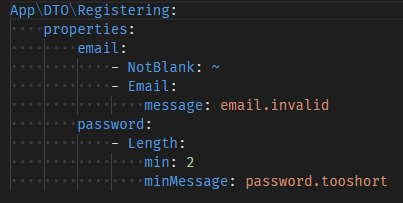 App\DTO\Registering:
    properties:
        email:
            - NotBlank: ~
            - Email:
                message: email.invalid
        password:
            - Length:
                min: 2
                minMessage: password.tooshort